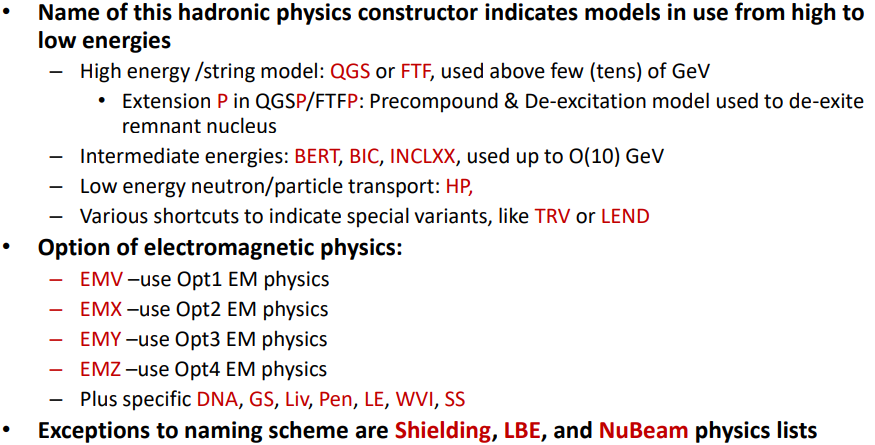 • Name of this hadronic physics constructor indicates models in use from high to
low energies
– High energy /string model: QGS or FTF, used above few (tens) of GeV
• Extension P in QGSP/FTFP: Precompound & De-excitation model used to de-exite
remnant nucleus
– Intermediate energies: BERT, BIC, INCLXX, used up to O(10) GeV
– Low energy neutron/particle transport: HP,
– Various shortcuts to indicate special variants, like TRV or LEND
• Option of electromagnetic physics:
– EMV –use Opt1 EM physics
– EMX –use Opt2 EM physics
– EMY –use Opt3 EM physics
– EMZ –use Opt4 EM physics
– Plus specific DNA, GS, Liv, Pen, LE, WVI, SS
• Exceptions to naming scheme are Shielding, LBE, and NuBeam physics lists